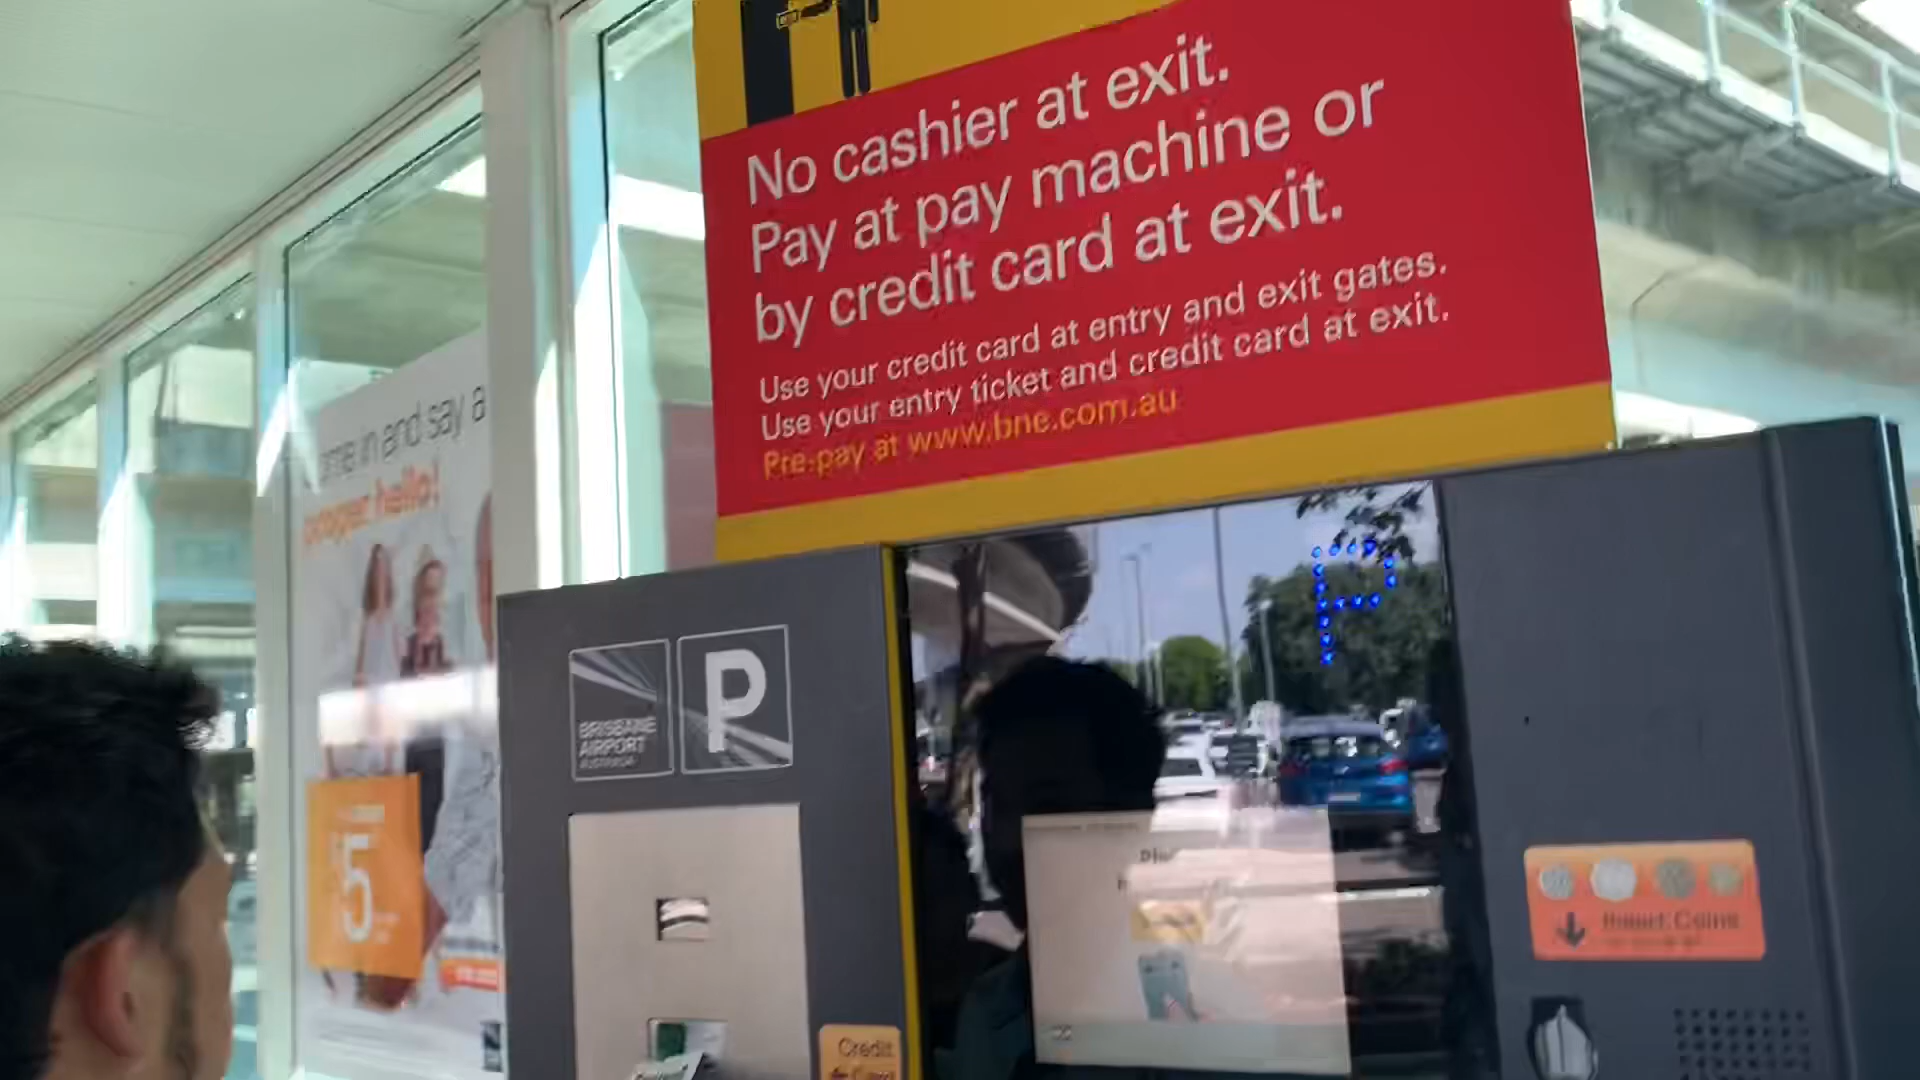 No cashier at exit.
Pay at pay machine or
by credit card at exit.
Use your credit card at entry and exit gates.
Use your entry ticket and credit card at exit.
Pre-pay at www.bne.com.au
in and say a
hello!
$5
BRISBANE
AIRPORT
AUSTRALIA
P
P
Insert Coins
Credit
Card